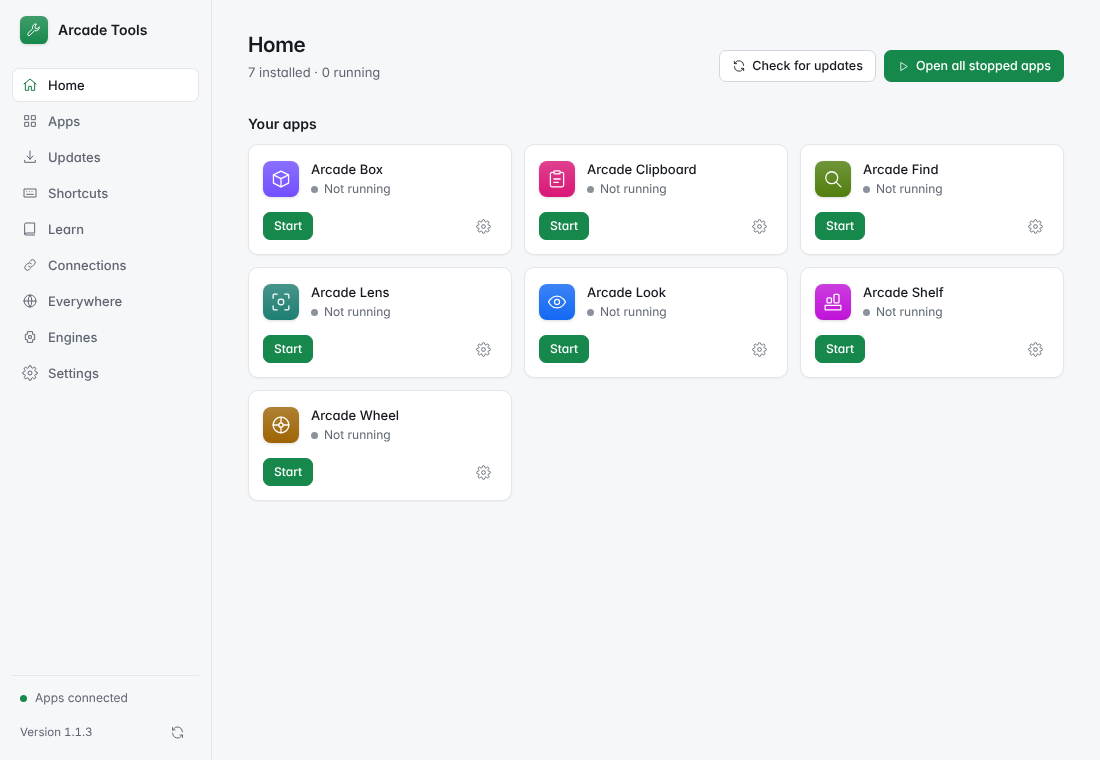 Arcade Tools
Home
Apps
Updates
Shortcuts
Learn
Connections
Everywhere
Engines
Settings
Apps connected
Version 1.1.3
Home
7 installed · 0 running
Check for updates
Open all stopped apps
Your apps
Arcade Box
Not running
Start
Arcade Clipboard
Not running
Start
Arcade Find
Not running
Start
Arcade Lens
Not running
Start
Arcade Look
Not running
Start
Arcade Shelf
Not running
Start
Arcade Wheel
Not running
Start